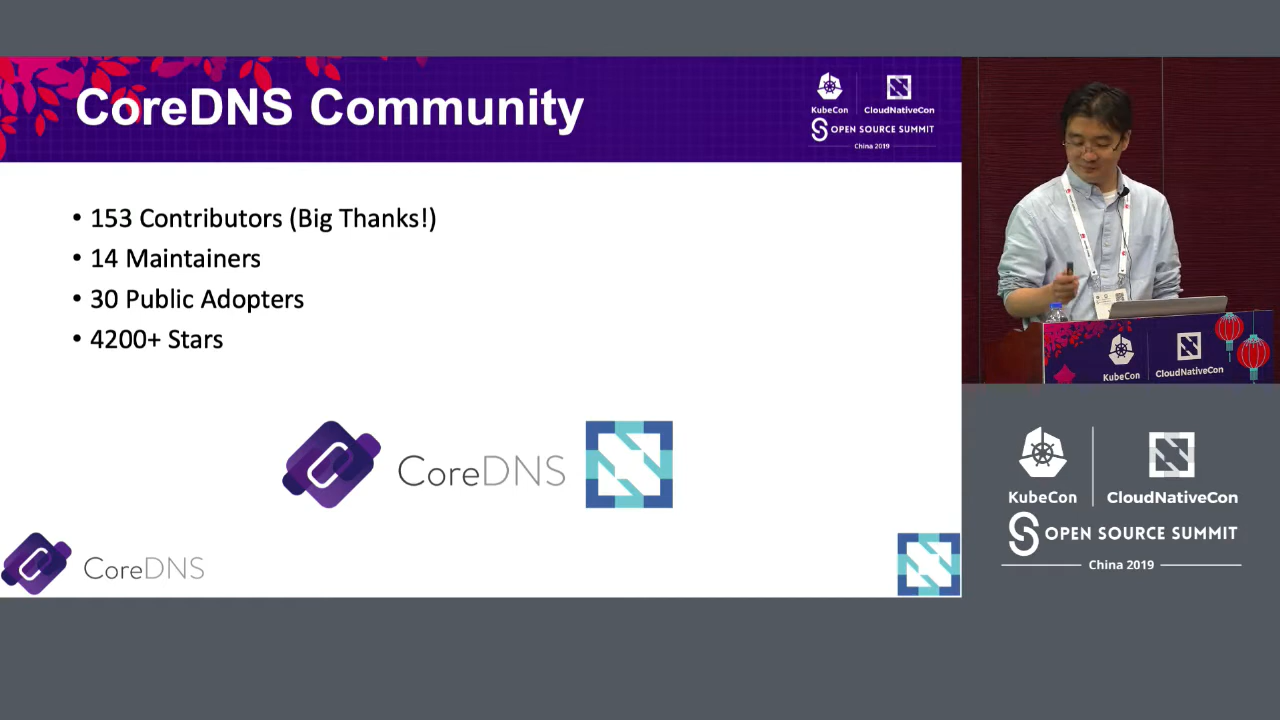 CoreDNS Community
KubeCon
CloudNativeCon
OPEN SOURCE SUMMIT
China 2019
• 153 Contributors (Big Thanks!)
• 14 Maintainers
• 30 Public Adopters
• 4200+ Stars
CoreDNS
CoreDNS
KubeCon
CloudNativeCon
KubeCon
CloudNativeCon
OPEN SOURCE SUMMIT
China 2019